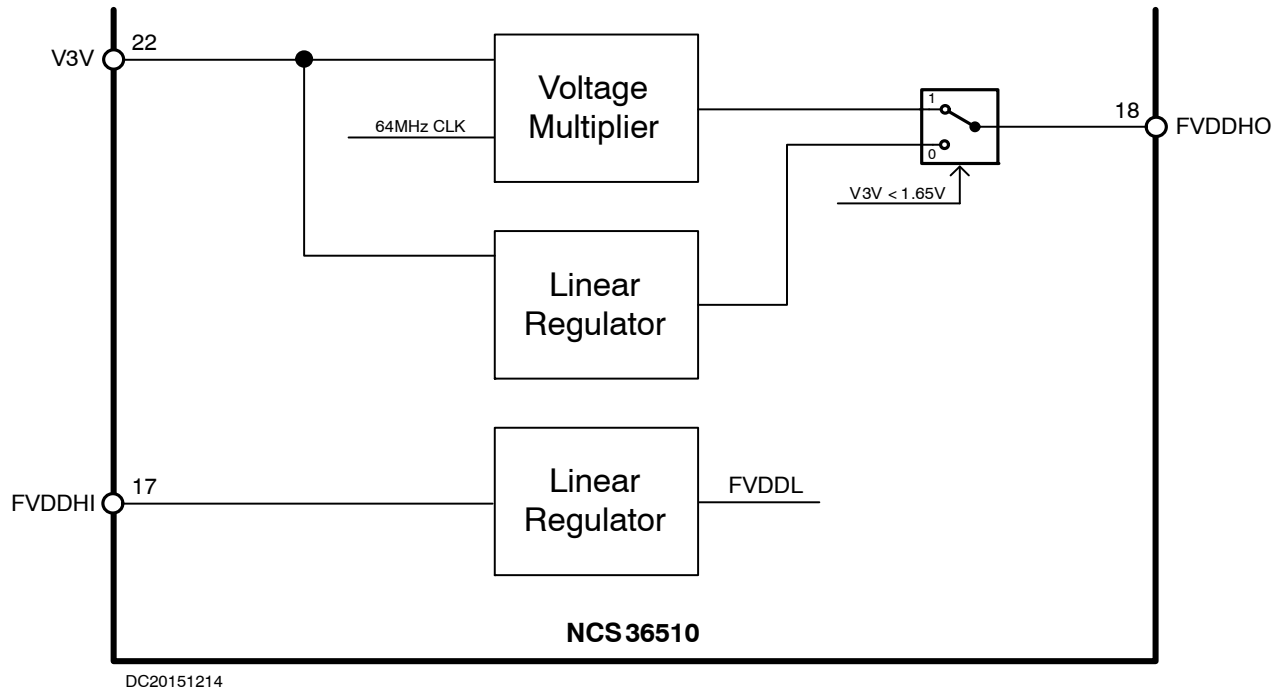 V3V
22
Voltage
Multiplier
64MHz CLK
1
0
18
FVDDHO
V3V < 1.65V
Linear
Regulator
FVDDHI
17
Linear
Regulator
FVDDL
NCS36510
DC20151214